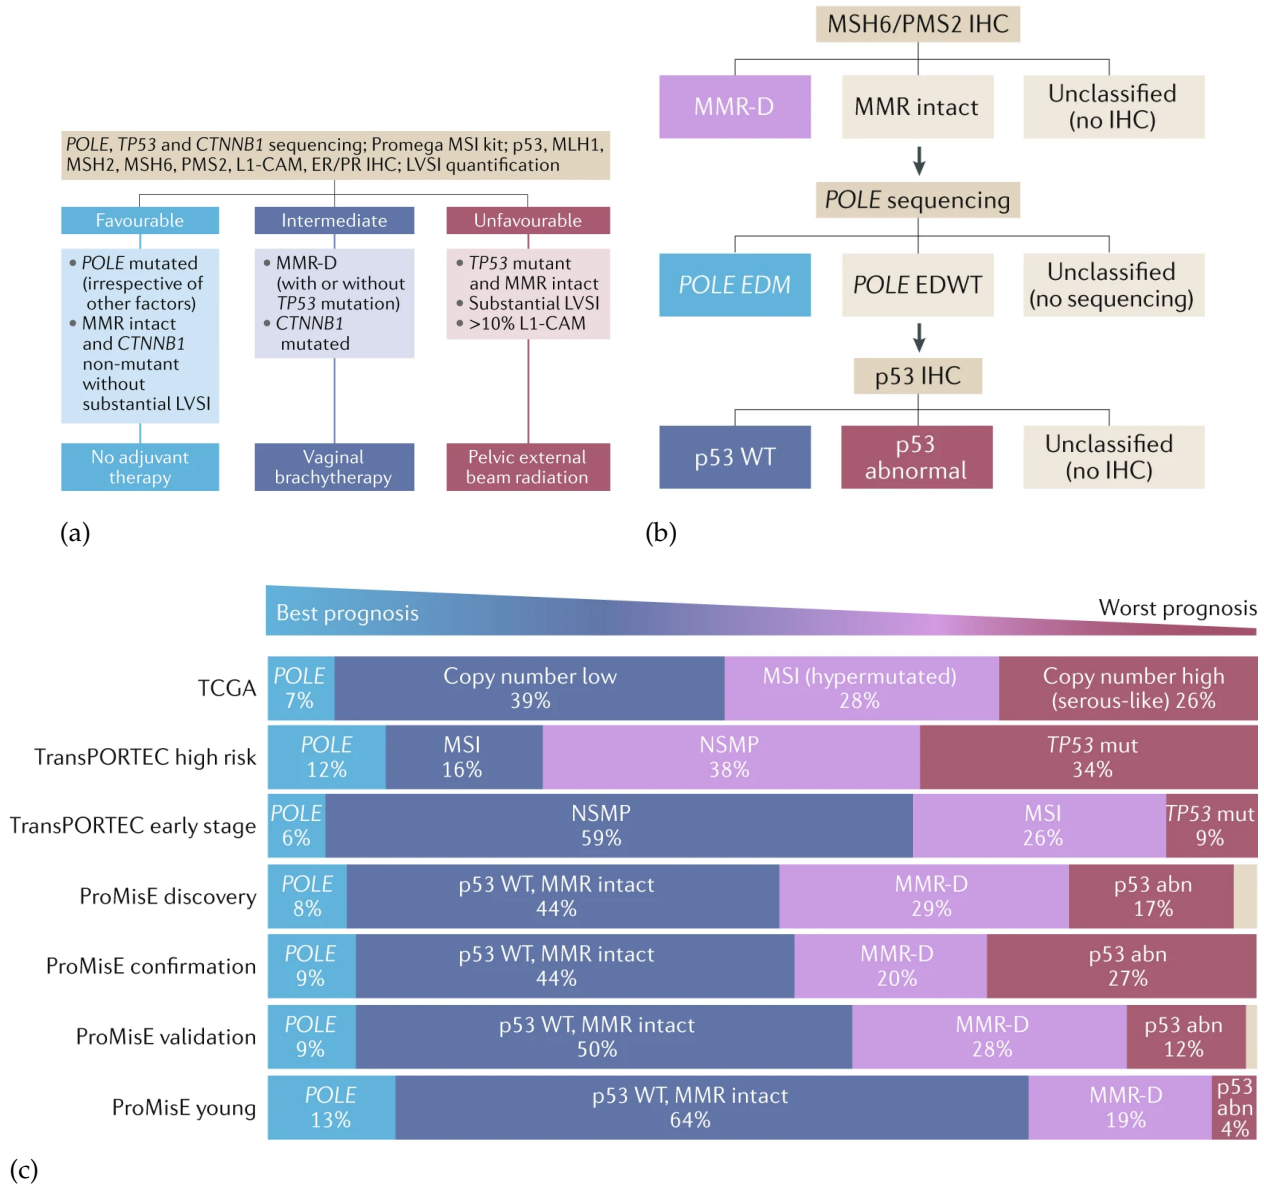 POLE, TP53 and CTNNB1 sequencing; Promega MSI kit; p53, MLH1,
MSH2, MSH6, PMS2, L1-CAM, ER/PR IHC; LVSI quantification
Favourable
Intermediate
Unfavourable
• POLE mutated
(irrespective of
other factors)
• MMR intact
and CTNNB1
non-mutant
without
substantial LVSI
• MMR-D
(with or without
TP53 mutation)
• CTNNB1
mutated
• TP53 mutant
and MMR intact
• Substantial LVSI
• >10% L1-CAM
No adjuvant
therapy
Vaginal
brachytherapy
Pelvic external
beam radiation
(a)
MSH6/PMS2 IHC
MMR-D
MMR intact
Unclassified
(no IHC)
POLE sequencing
POLE EDM
POLE EDWT
Unclassified
(no sequencing)
p53 IHC
p53 WT
p53
abnormal
Unclassified
(no IHC)
(b)
Best prognosis
Worst prognosis
TCGA
POLE
7%
Copy number low
39%
MSI (hypermutated)
28%
Copy number high
(serous-like) 26%
TransPORTEC high risk
POLE
12%
MSI
16%
NSMP
38%
TP53 mut
34%
TransPORTEC early stage
POLE
6%
NSMP
59%
MSI
26%
TP53 mut
9%
ProMisE discovery
POLE
8%
p53 WT, MMR intact
44%
MMR-D
29%
p53 abn
17%
ProMisE confirmation
POLE
9%
p53 WT, MMR intact
44%
MMR-D
20%
p53 abn
27%
ProMisE validation
POLE
9%
p53 WT, MMR intact
50%
MMR-D
28%
p53 abn
12%
ProMisE young
POLE
13%
p53 WT, MMR intact
64%
MMR-D
19%
p53
abn
4%
(c)